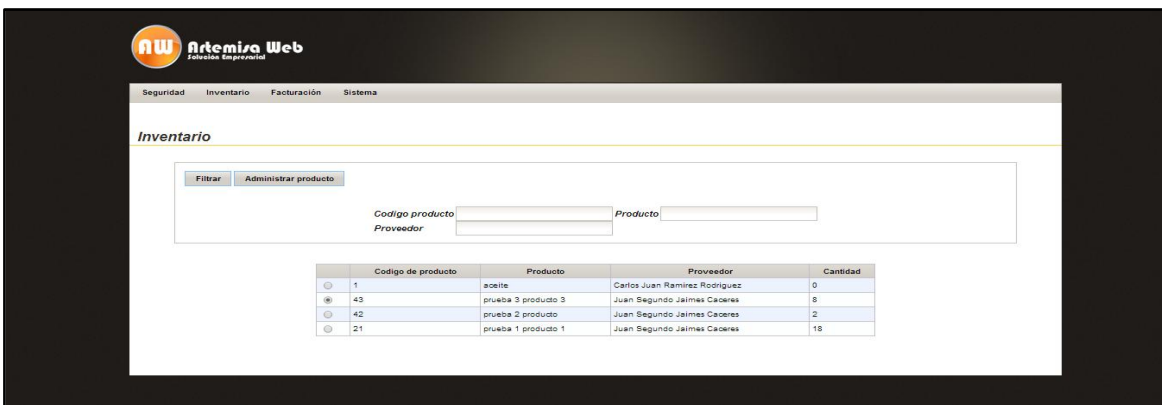 AW Artemisa Web
Solución Empresarial
Seguridad Inventario Facturación Sistema
Inventario
Filtrar Administrar producto
Codigo producto Producto
Proveedor
Codigo de producto Producto Proveedor Cantidad
1 aceite Carlos Juan Ramirez Rodriguez 0
43 prueba 3 producto 3 Juan Segundo Jaimes Caceres 8
42 prueba 2 producto Juan Segundo Jaimes Caceres 2
21 prueba 1 producto 1 Juan Segundo Jaimes Caceres 18